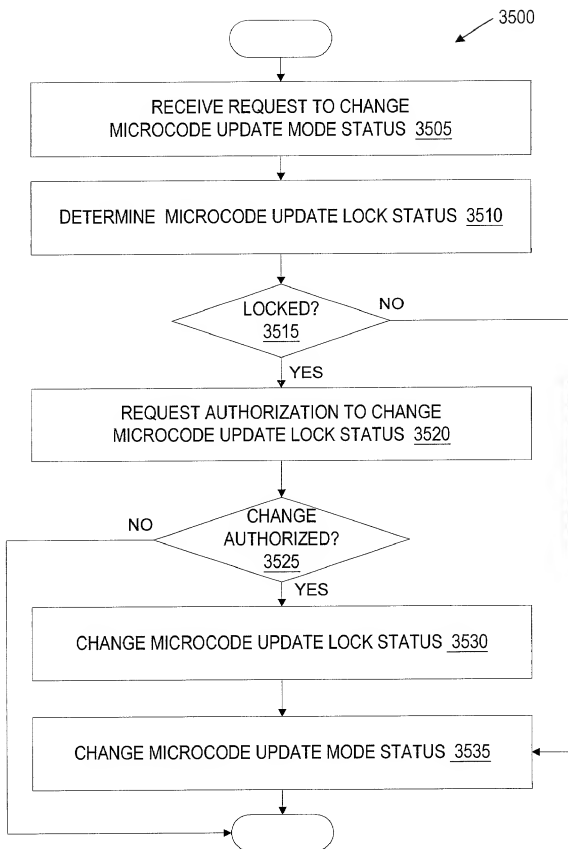 3500
RECEIVE REQUEST TO CHANGE
MICROCODE UPDATE MODE STATUS 3505
DETERMINE MICROCODE UPDATE LOCK STATUS 3510
LOCKED?
3515
NO
YES
REQUEST AUTHORIZATION TO CHANGE
MICROCODE UPDATE LOCK STATUS 3520
NO
CHANGE
AUTHORIZED?
3525
YES
CHANGE MICROCODE UPDATE LOCK STATUS 3530
CHANGE MICROCODE UPDATE MODE STATUS 3535